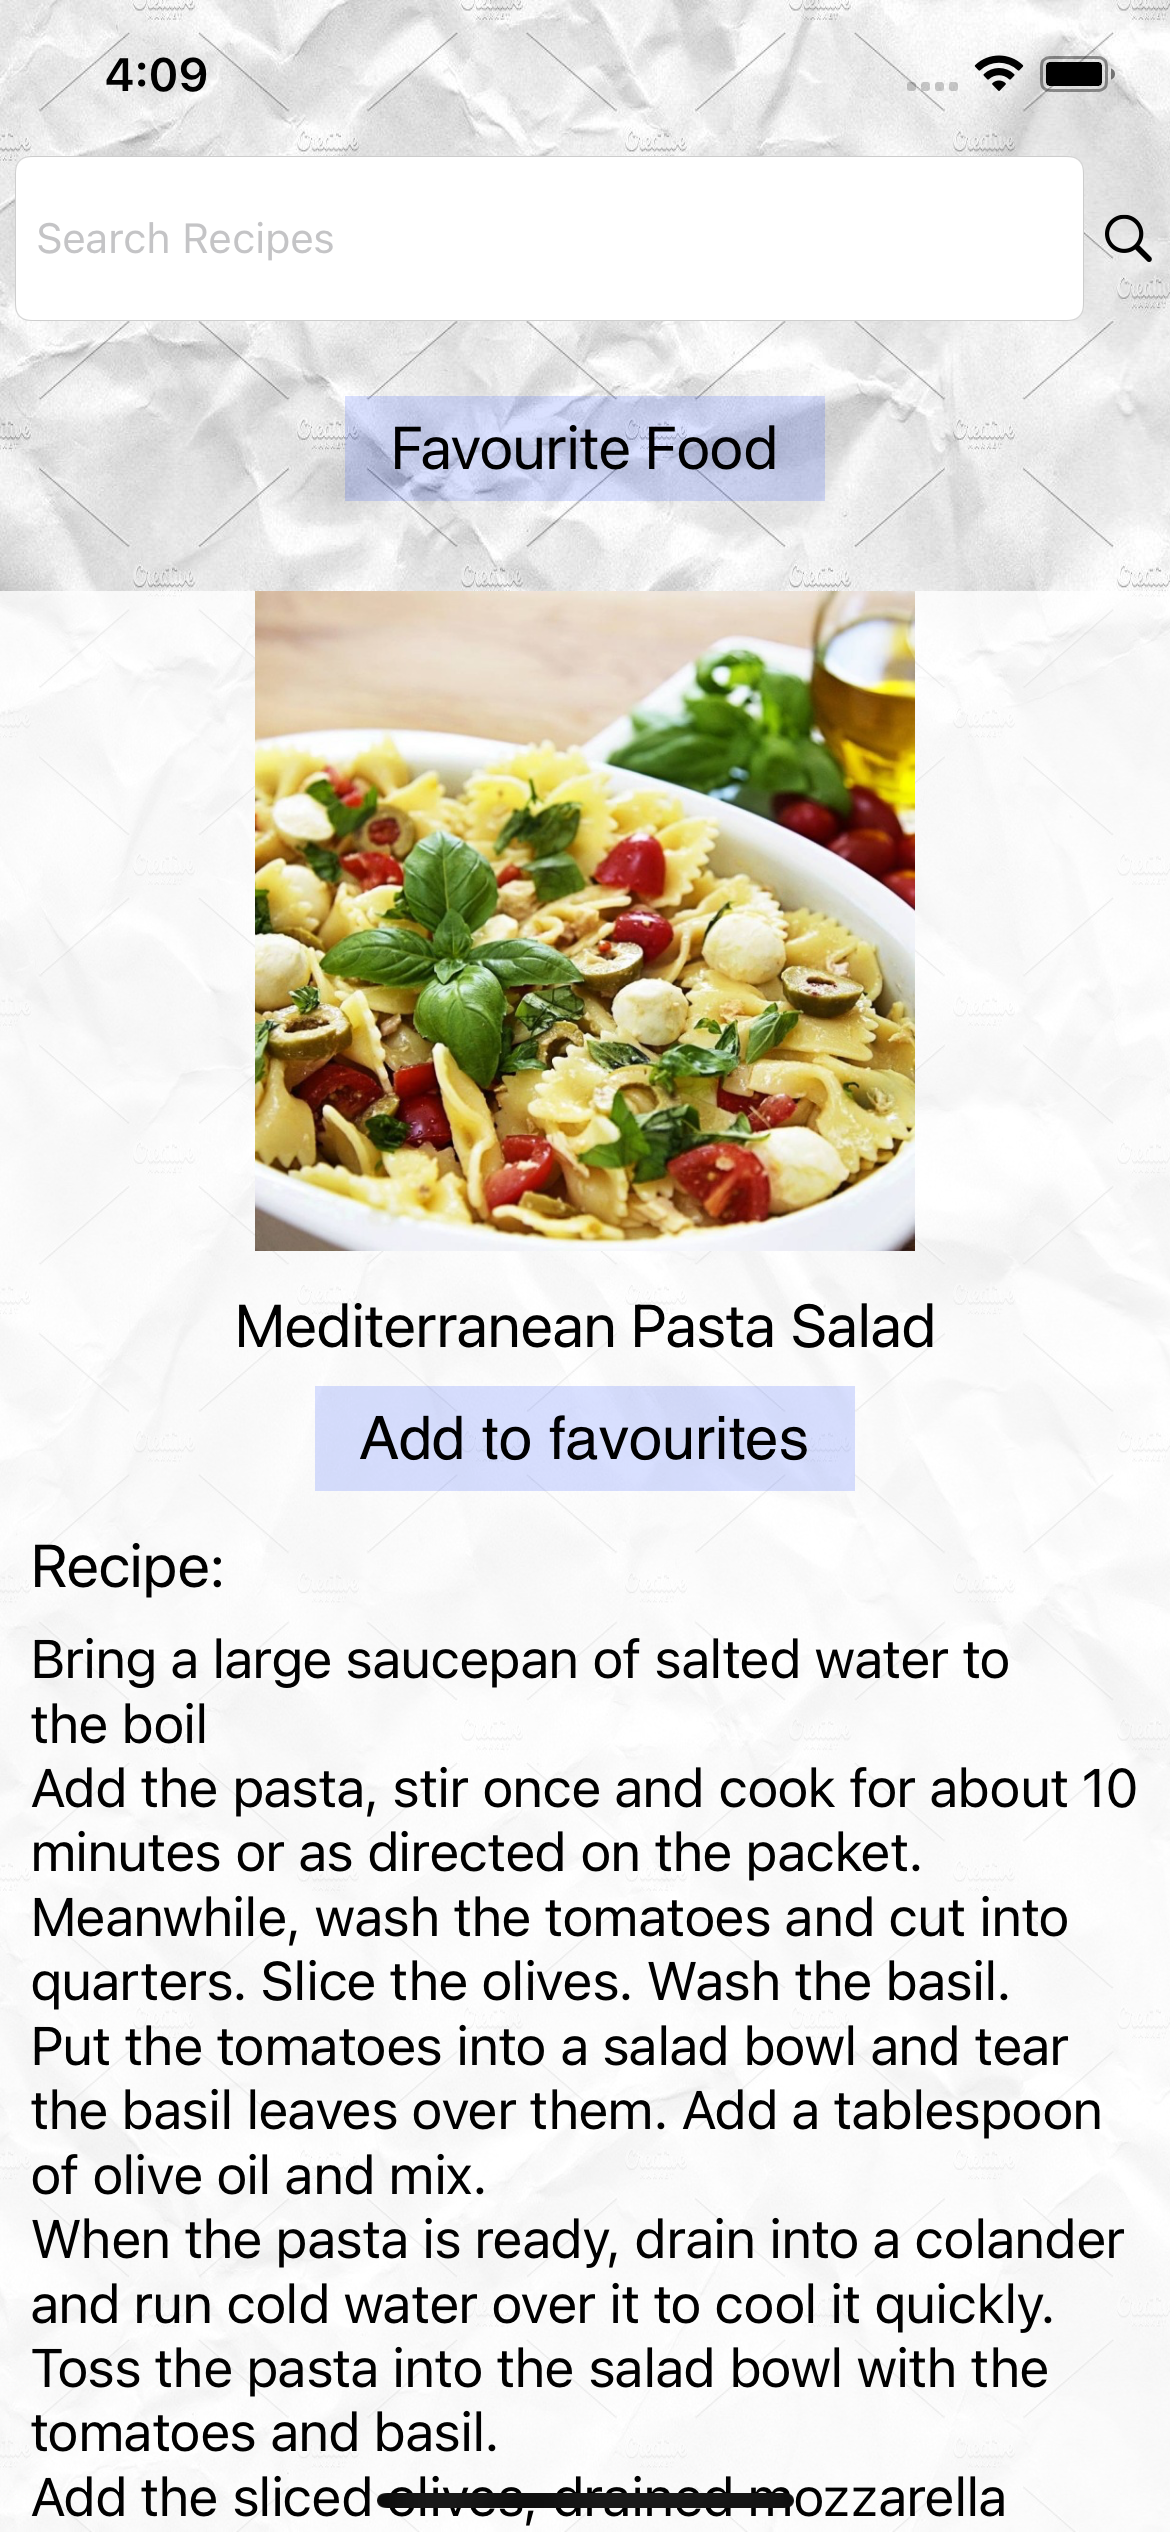 4:09
Search Recipes
Favourite Food
Mediterranean Pasta Salad
Add to favourites
Recipe:
Bring a large saucepan of salted water to
the boil
Add the pasta, stir once and cook for about 10
minutes or as directed on the packet.
Meanwhile, wash the tomatoes and cut into
quarters. Slice the olives. Wash the basil.
Put the tomatoes into a salad bowl and tear
the basil leaves over them. Add a tablespoon
of olive oil and mix.
When the pasta is ready, drain into a colander
and run cold water over it to cool it quickly.
Toss the pasta into the salad bowl with the
tomatoes and basil.
Add the sliced olives, drained mozzarella